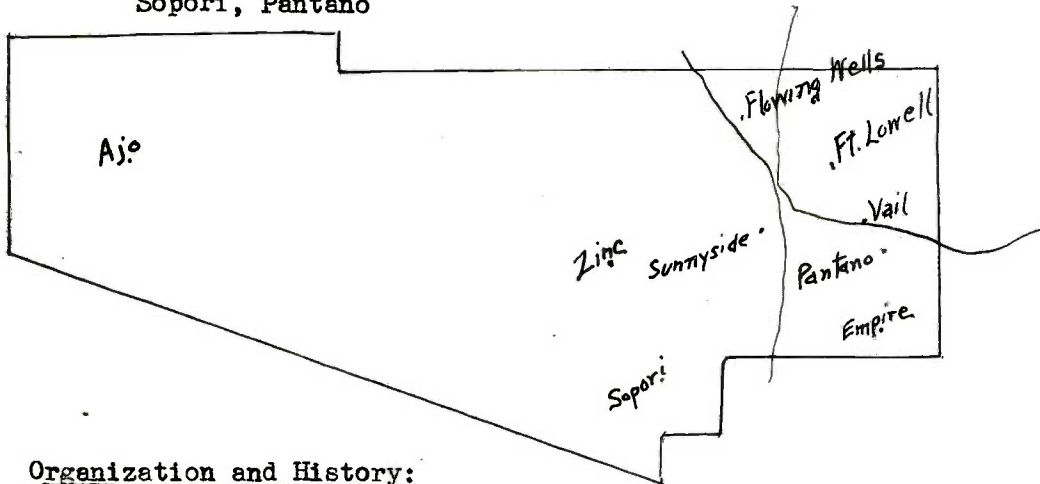 Sopori, Pantano
Flowing Wells
Ft. Lowell
Ajo
Vail
Zinc
Sunnyside
Pantano
Empire
Sopori
Organization and History: